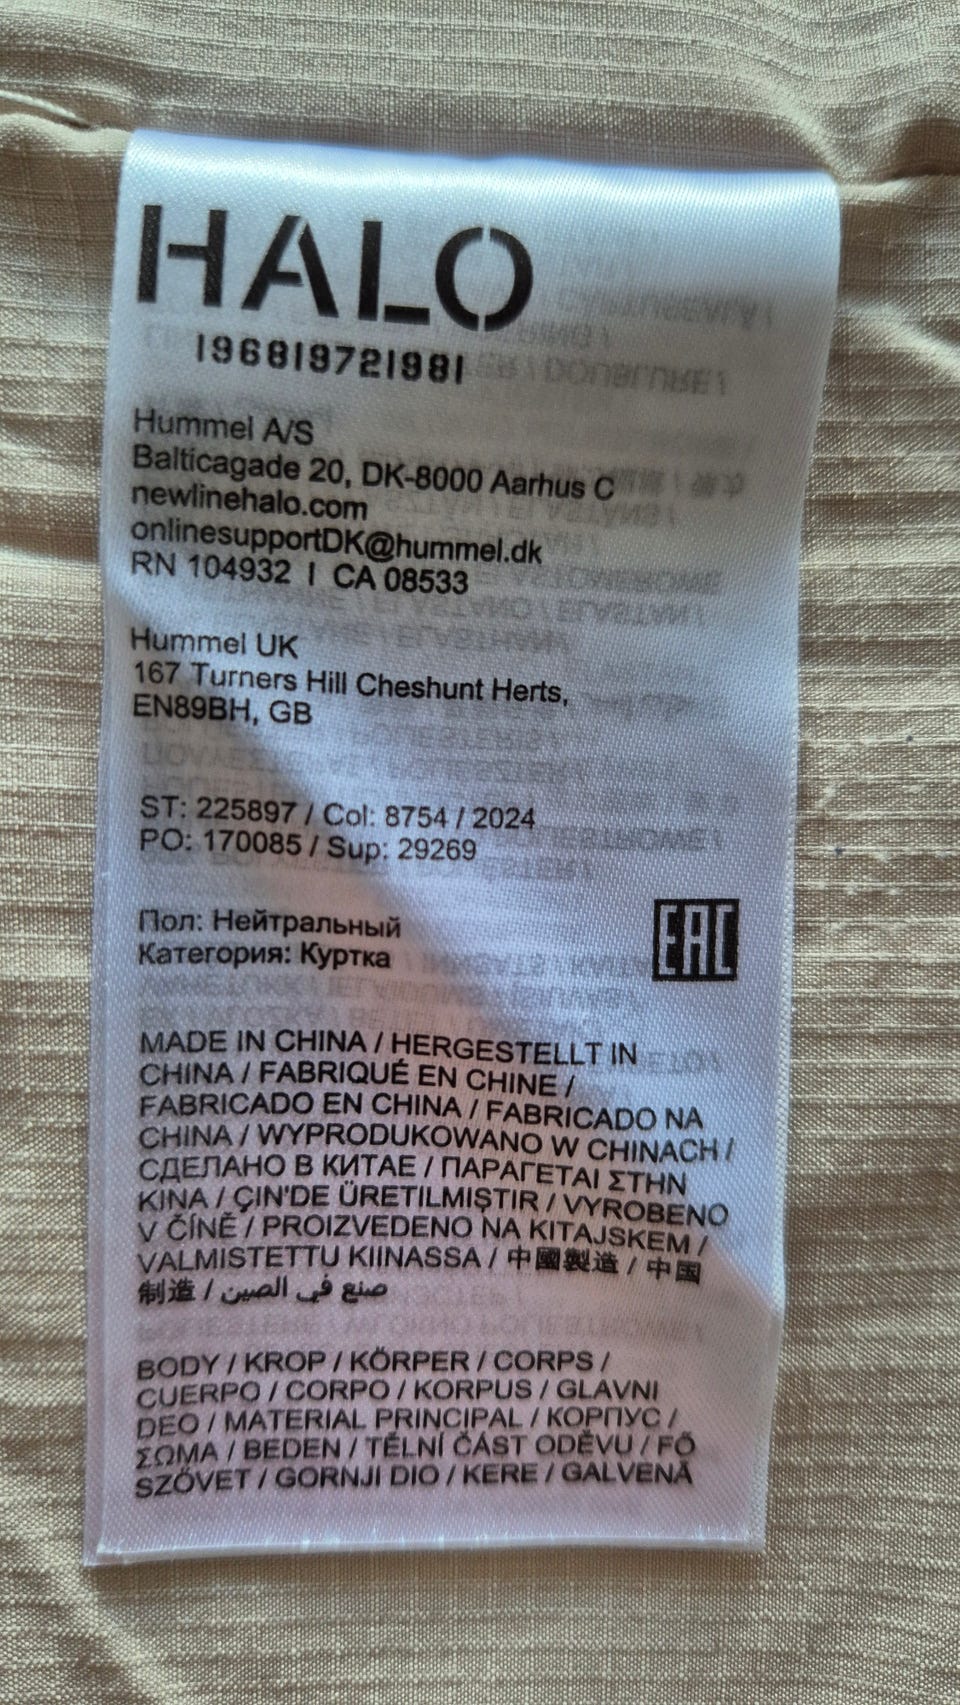 HALO
196819721981
Hummel A/S
Balticagade 20, DK-8000 Aarhus C
newlinehalo.com
onlinesupportDK@hummel.dk
RN 104932 | CA 08533
Hummel UK
167 Turners Hill Cheshunt Herts,
EN89BH, GB
ST: 225897 / Col: 8754 / 2024
PO: 170085 / Sup: 29269
Пол: Нейтральный
Категория: Куртка
EAC
MADE IN CHINA / HERGESTELLT IN
CHINA / FABRIQUÉ EN CHINE /
FABRICADO EN CHINA / FABRICADO NA
CHINA / WYPRODUKOWANO W CHINACH /
СДЕЛАНО В КИТАЕ / ΠΑΡΑΓΕΤΑΙ ΣΤΗΝ
ΚΙΝΑ / ÇIN'DE ÜRETILMIŞTIR / VYROBENO
V ČÍNĚ / PROIZVEDENO NA KITAJSKEM /
VALMISTETTU KIINASSA / 中國製造 / 中国
制造 / صنع في الصين
BODY / KROP / KÖRPER / CORPS /
CUERPO / CORPO / KORPUS / GLAVNI
DEO / MATERIAL PRINCIPAL / КОРПУС /
ΣΩΜΑ / BEDEN / TĚLNÍ ČÁST ODĚVU / FŐ
SZÖVET / GORNJI DIO / KERE / GALVENĀ